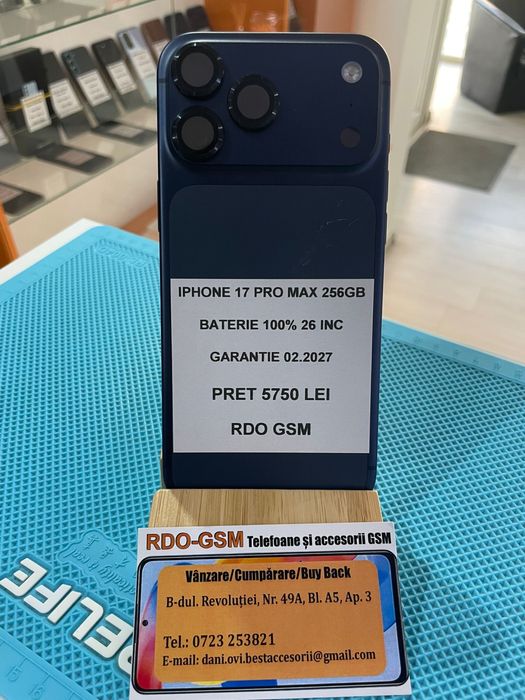 IPHONE 17 PRO MAX 256GB
BATERIE 100% 26 INC
GARANTIE 02.2027
PRET 5750 LEI
RDO GSM
RDO-GSM Telefoane și accesorii GSM
Vânzare/Cumpărare/Buy Back
B-dul. Revoluției, Nr. 49A, Bl. A5, Ap. 3
Tel.: 0723 253821
E-mail: dani.ovi.bestaccesorii@gmail.com
RELIFE